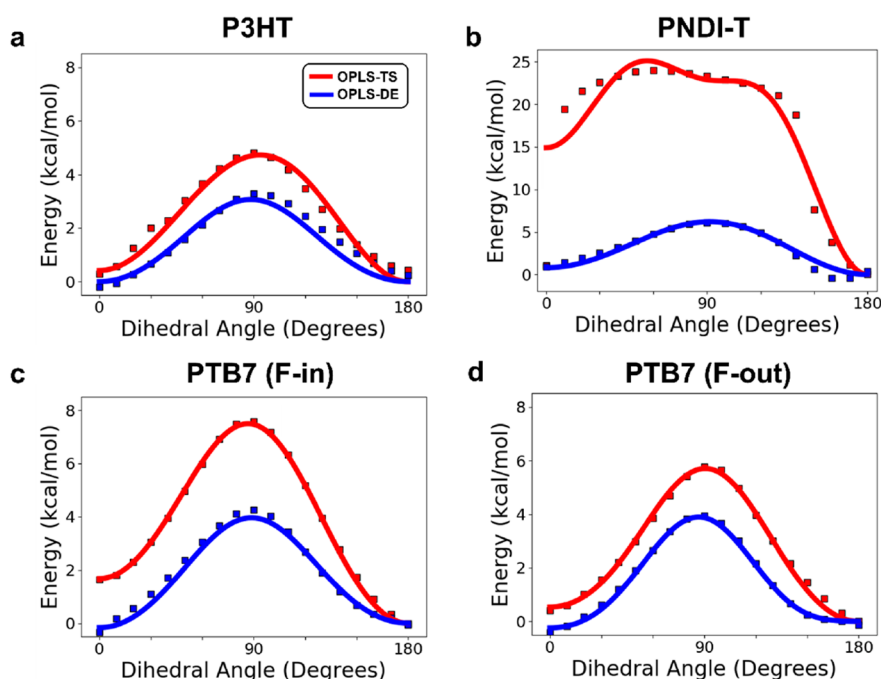 a
P3HT
8
6
4
2
0
Energy (kcal/mol)
OPLS-TS
OPLS-DE
0
90
180
Dihedral Angle (Degrees)
b
PNDI-T
25
20
15
10
5
0
Energy (kcal/mol)
0
90
180
Dihedral Angle (Degrees)
c
PTB7 (F-in)
8
6
4
2
0
Energy (kcal/mol)
0
90
180
Dihedral Angle (Degrees)
d
PTB7 (F-out)
8
6
4
2
0
Energy (kcal/mol)
0
90
180
Dihedral Angle (Degrees)